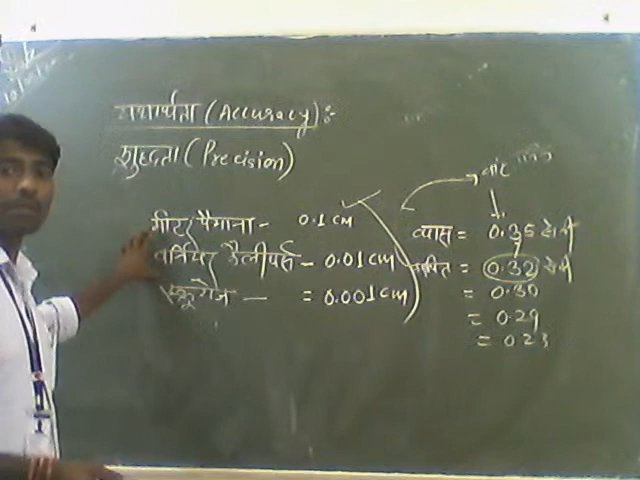 यथार्थता (Accuracy) :-
शुद्धता (Precision)
मीटर पैमाना - 0.1 cm
वर्नियर कैलीपर्स - 0.01 cm
स्क्रूगेज — = 0.001 cm
व्यास = 0.35 सेमी
= 0.32 सेमी
= 0.30
= 0.29
= 0.23